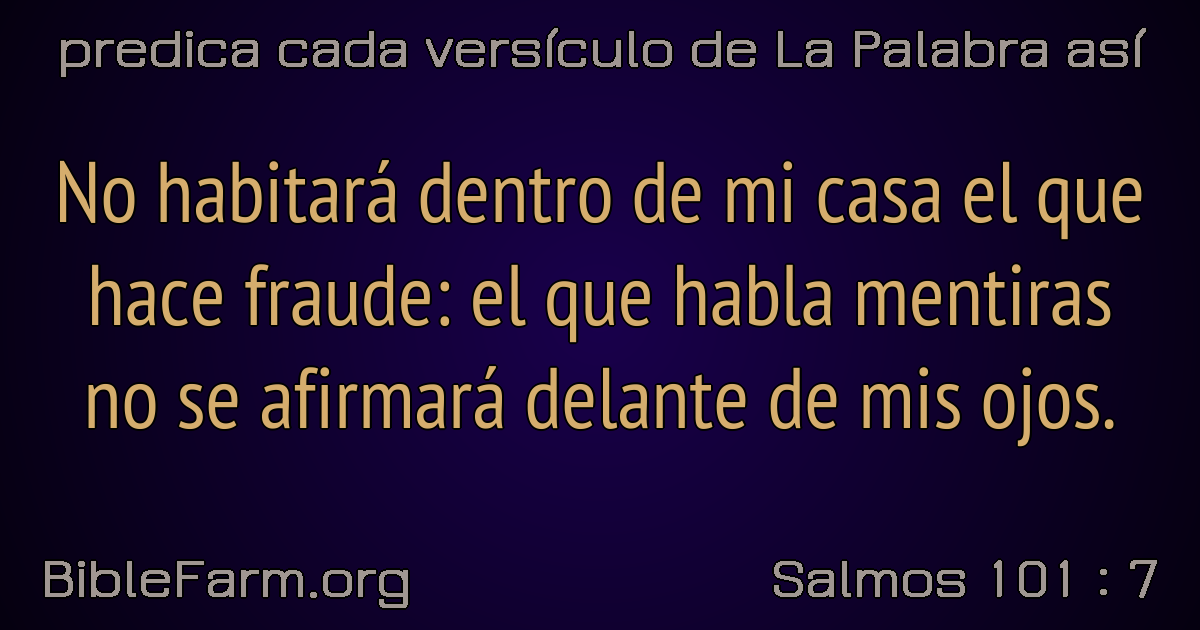 predica cada versículo de La Palabra así
No habitará dentro de mi casa el que
hace fraude: el que habla mentiras
no se afirmará delante de mis ojos.
BibleFarm.org
Salmos 101 : 7